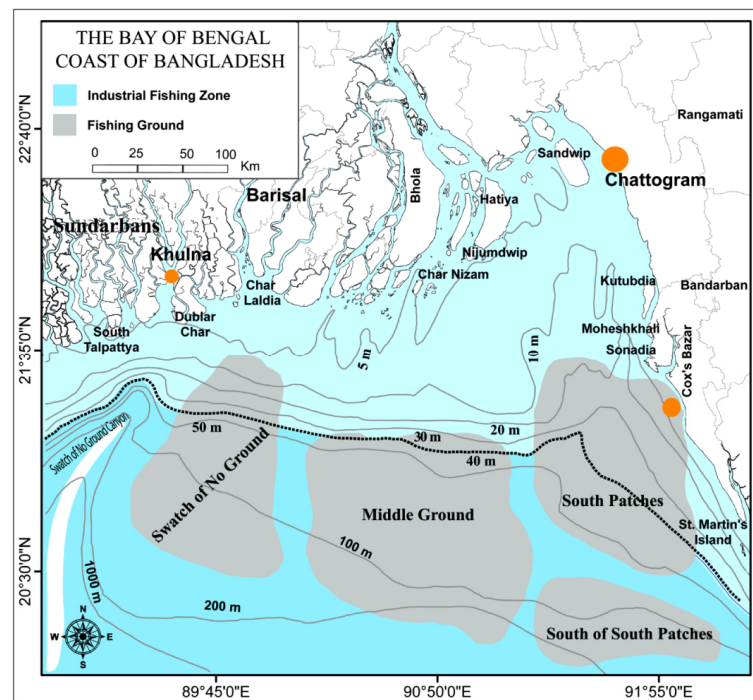 THE BAY OF BENGAL
COAST OF BANGLADESH
Industrial Fishing Zone
Fishing Ground
0 25 50 100
Km
22°40'0"N
21°35'0"N
20°30'0"N
Rangamati
Sandwip
Chattogram
Barisal
Bhola
Hatiya
Sundarbans
Khulna
Nijumdwip
Char Nizam
Char
Laldia
Kutubdia
Bandarban
Dublar
Char
South
Talpattya
Moheshkhali
Sonadia
Cox's Bazar
5 m
10 m
20 m
30 m
40 m
50 m
Swatch of No Ground Canyon
Swatch of No Ground
Middle Ground
South Patches
St. Martin's
Island
100 m
1000 m
200 m
South of South Patches
N
W E
S
89°45'0"E
90°50'0"E
91°55'0"E